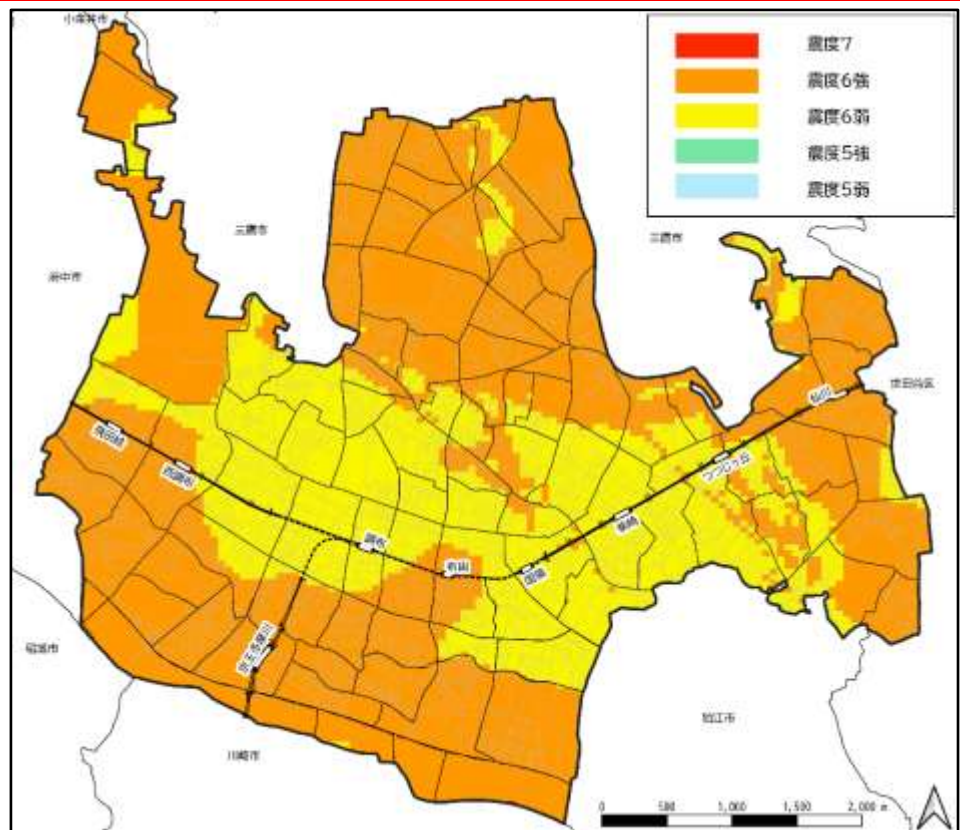 小金井市
震度7
震度6強
震度6弱
震度5強
震度5弱
三鷹市
三鷹市
府中市
世田谷区
仙川
飛田給
西調布
つつじヶ丘
柴崎
調布
布田
国領
京王多摩川
稲城市
狛江市
川崎市
0 500 1,000 1,500 2,000 m